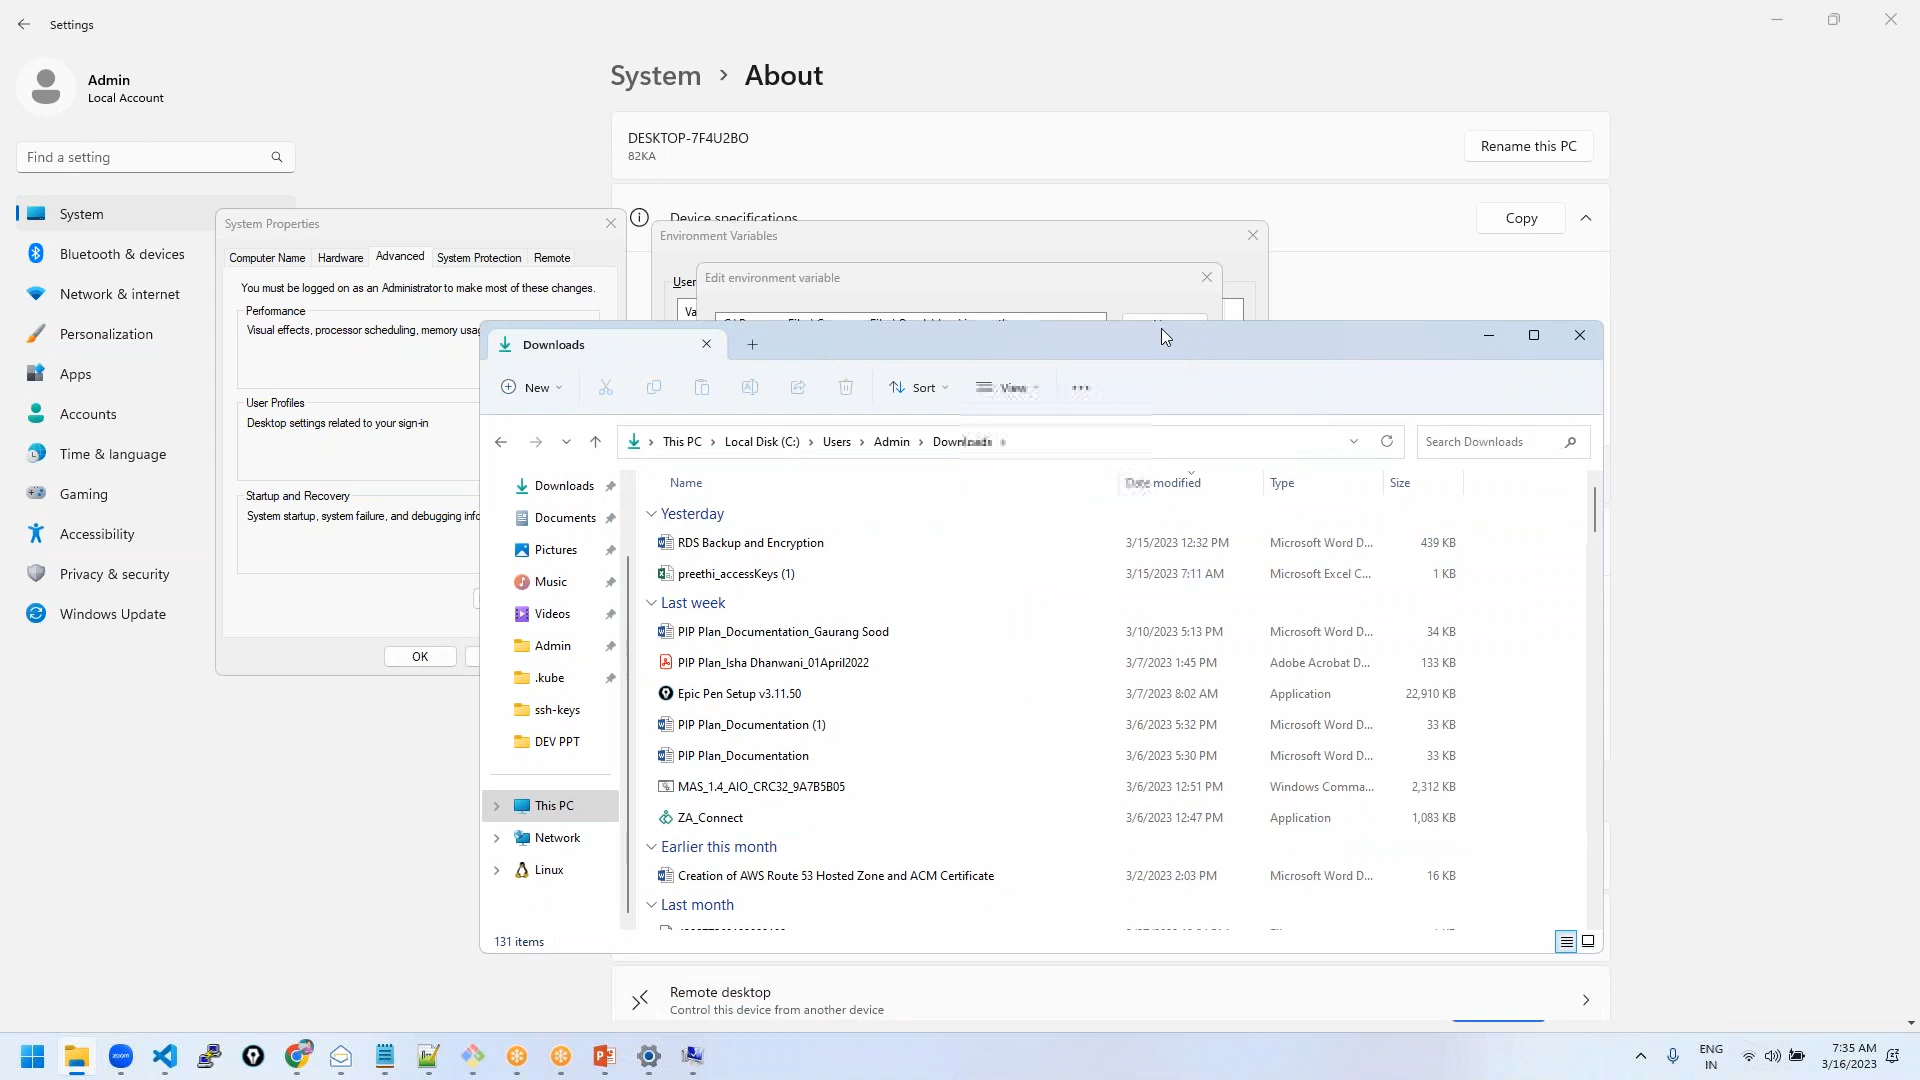 Settings
Admin
Local Account
Find a setting
System
Bluetooth & devices
Network & internet
Personalization
Apps
Accounts
Time & language
Gaming
Accessibility
Privacy & security
Windows Update
System > About
DESKTOP-7F4U2BO
82KA
Rename this PC
Device specifications
Copy
System Properties
Computer Name
Hardware
Advanced
System Protection
Remote
You must be logged on as an Administrator to make most of these changes.
Performance
Visual effects, processor scheduling, memory usag
User Profiles
Desktop settings related to your sign-in
Startup and Recovery
System startup, system failure, and debugging info
OK
Environment Variables
User
Va
Edit environment variable
Downloads
New
Sort
View
This PC > Local Disk (C:) > Users > Admin > Downloads
Search Downloads
Downloads
Documents
Pictures
Music
Videos
Admin
.kube
ssh-keys
DEV PPT
This PC
Network
Linux
Name Date modified Type Size
Yesterday
RDS Backup and Encryption 3/15/2023 12:32 PM Microsoft Word D... 439 KB
preethi_accessKeys (1) 3/15/2023 7:11 AM Microsoft Excel C... 1 KB
Last week
PIP Plan_Documentation_Gaurang Sood 3/10/2023 5:13 PM Microsoft Word D... 34 KB
PIP Plan_Isha Dhanwani_01April2022 3/7/2023 1:45 PM Adobe Acrobat D... 133 KB
Epic Pen Setup v3.11.50 3/7/2023 8:02 AM Application 22,910 KB
PIP Plan_Documentation (1) 3/6/2023 5:32 PM Microsoft Word D... 33 KB
PIP Plan_Documentation 3/6/2023 5:30 PM Microsoft Word D... 33 KB
MAS_1.4_AIO_CRC32_9A7B5B05 3/6/2023 12:51 PM Windows Comma... 2,312 KB
ZA_Connect 3/6/2023 12:47 PM Application 1,083 KB
Earlier this month
Creation of AWS Route 53 Hosted Zone and ACM Certificate 3/2/2023 2:03 PM Microsoft Word D... 16 KB
Last month
131 items
Remote desktop
Control this device from another device
zoom
ENG
IN
7:35 AM
3/16/2023